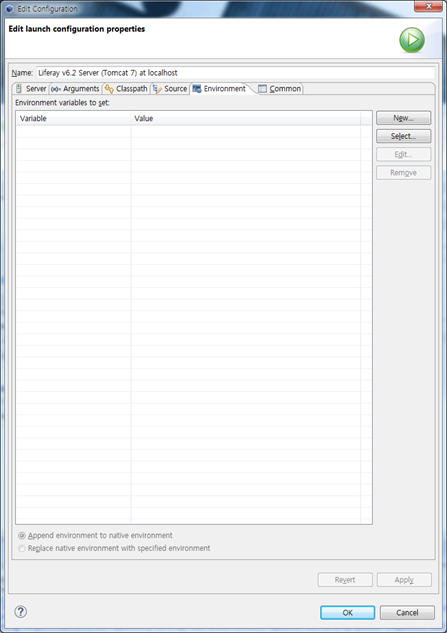 Edit Configuration
Edit launch configuration properties
Name: Liferay v6.2 Server (Tomcat 7) at localhost
Server Arguments Classpath Source Environment Common
Environment variables to set:
Variable Value
New...
Select...
Edit...
Remove
Append environment to native environment
Replace native environment with specified environment
Revert Apply
? OK Cancel